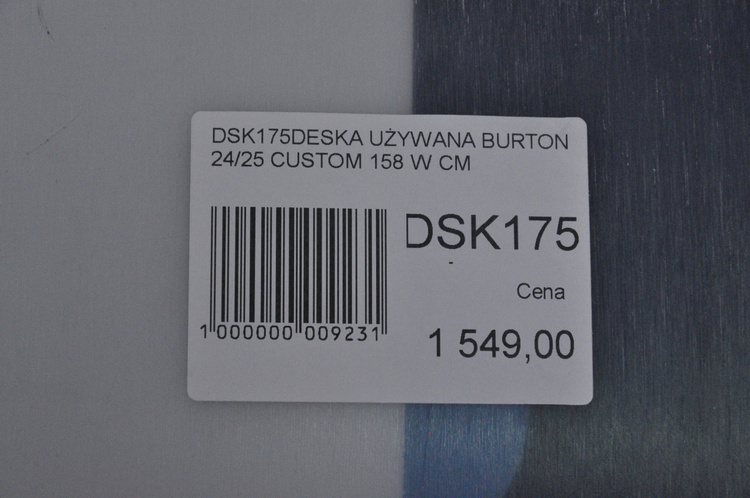 DSK175DESKA UŻYWANA BURTON
24/25 CUSTOM 158 W CM
DSK175
-
Cena
1 549,00
1 000000 009231